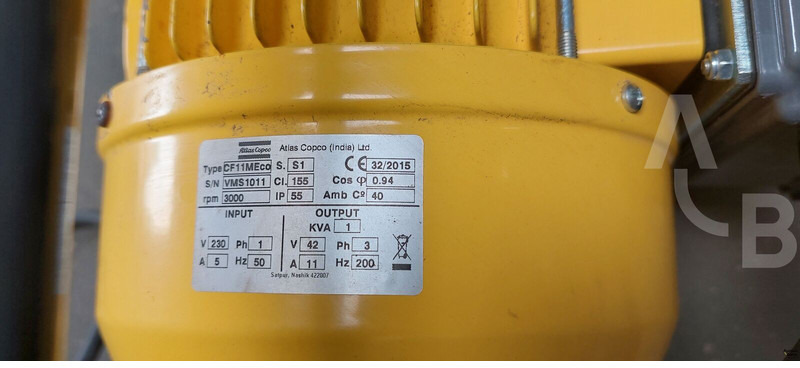 Atlas Copco Atlas Copco (India) Ltd.
Type CF11MEco S. S1 CE 32/2015
S/N VMS1011 Cl. 155 Cos φ 0.94
rpm 3000 IP 55 Amb Cº 40
INPUT OUTPUT
KVA 1
V 230 Ph 1 V 42 Ph 3
A 5 Hz 50 A 11 Hz 200
Satpur, Nashik 422007
A
B